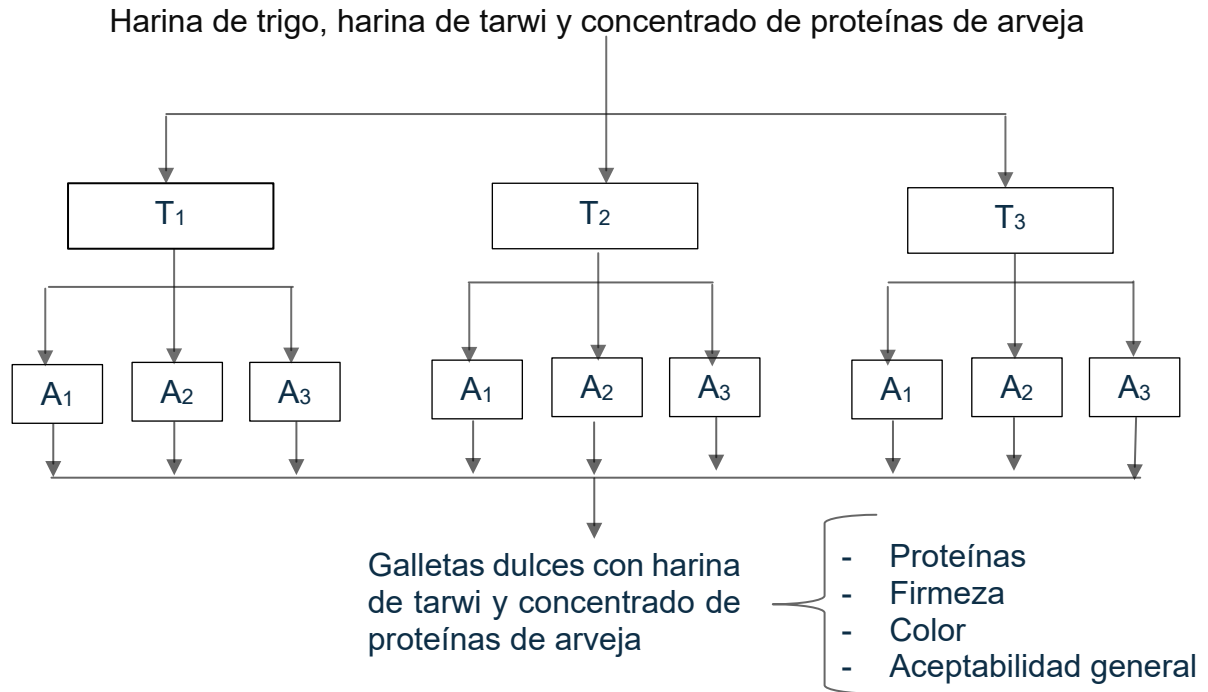 Harina de trigo, harina de tarwi y concentrado de proteínas de arveja
T1 T2 T3
A1 A2 A3 A1 A2 A3 A1 A2 A3
Galletas dulces con harina
de tarwi y concentrado de
proteínas de arveja
- Proteínas
- Firmeza
- Color
- Aceptabilidad general